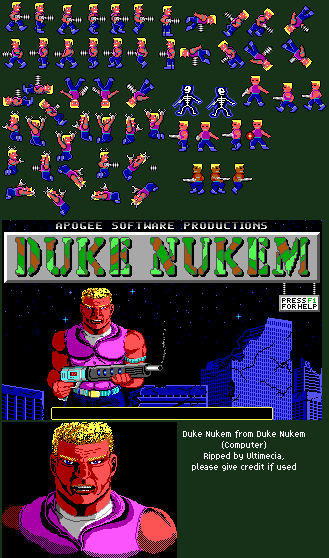 APOGEE SOFTWARE PRODUCTIONS
DUKE NUKEM
PRESS F1
FOR HELP
Duke Nukem from Duke Nukem
(Computer)
Ripped by Ultimecia,
please give credit if used